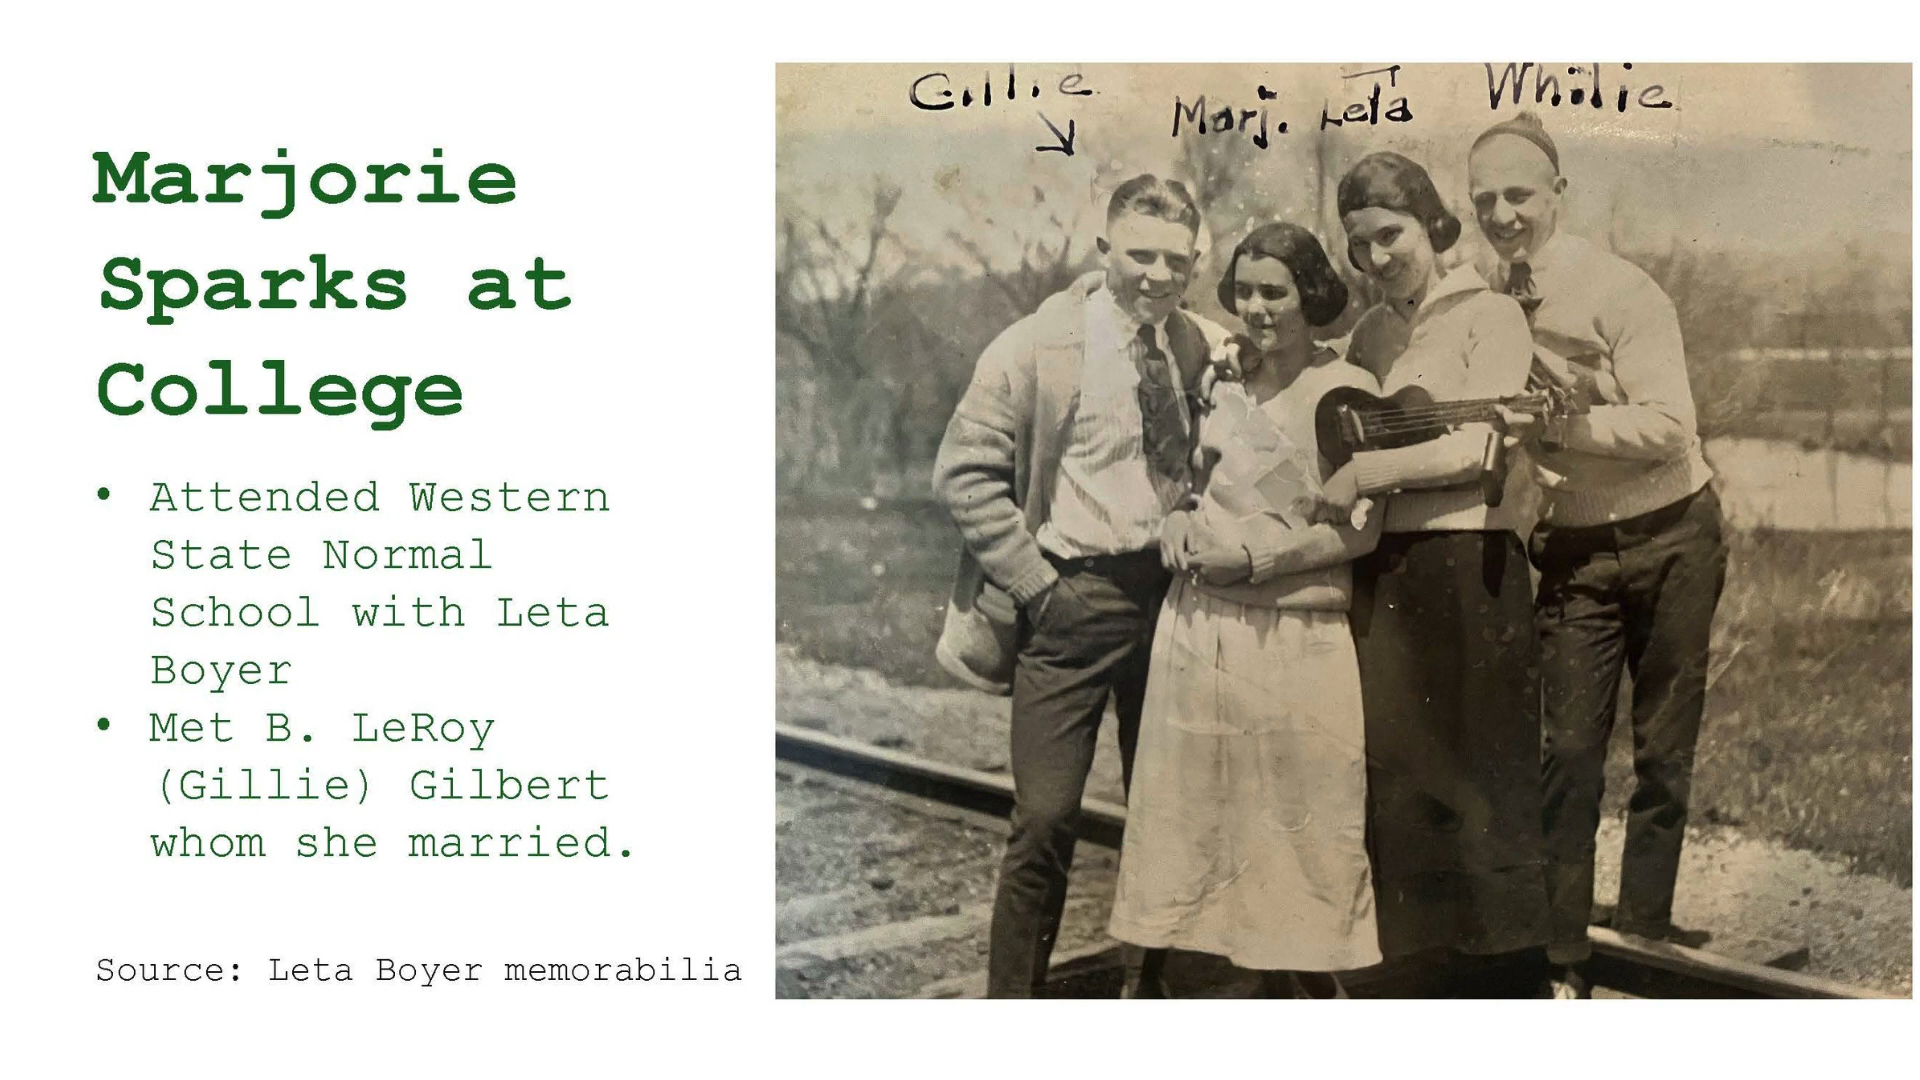 Marjorie
Sparks at
College
• Attended Western
State Normal
School with Leta
Boyer
• Met B. LeRoy
(Gillie) Gilbert
whom she married.
Source: Leta Boyer memorabilia
Gillie Marj. Leta Whilie